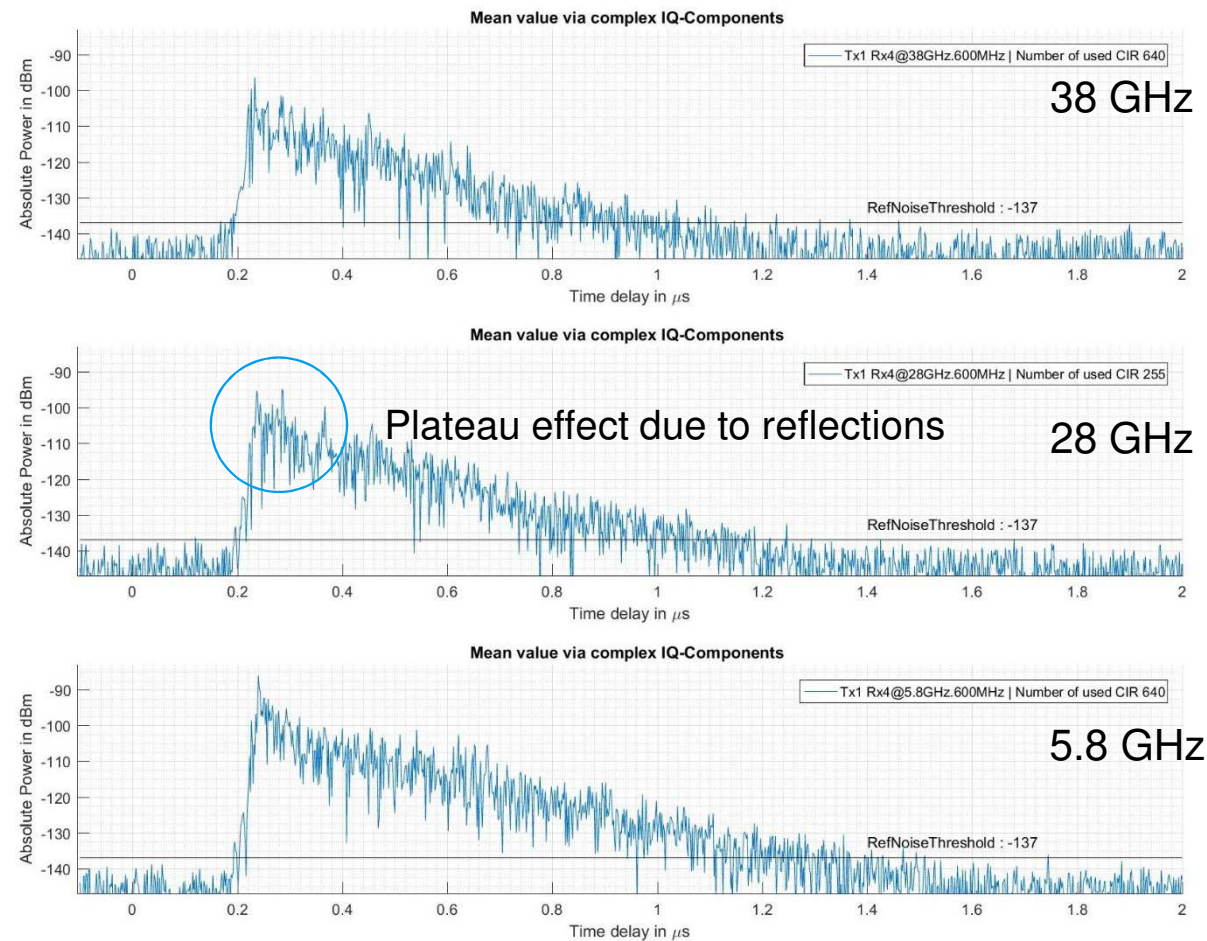 Mean value via complex IQ-Components
Tx1 Rx4@38GHz.600MHz | Number of used CIR 640
38 GHz
Absolute Power in dBm
-90
-100
-110
-120
-130
-140
RefNoiseThreshold : -137
0 0.2 0.4 0.6 0.8 1 1.2 1.4 1.6 1.8 2
Time delay in μs
Mean value via complex IQ-Components
Tx1 Rx4@28GHz.600MHz | Number of used CIR 255
Plateau effect due to reflections
28 GHz
Absolute Power in dBm
-90
-100
-110
-120
-130
-140
RefNoiseThreshold : -137
0 0.2 0.4 0.6 0.8 1 1.2 1.4 1.6 1.8 2
Time delay in μs
Mean value via complex IQ-Components
Tx1 Rx4@5.8GHz.600MHz | Number of used CIR 640
5.8 GHz
Absolute Power in dBm
-90
-100
-110
-120
-130
-140
RefNoiseThreshold : -137
0 0.2 0.4 0.6 0.8 1 1.2 1.4 1.6 1.8 2
Time delay in μs